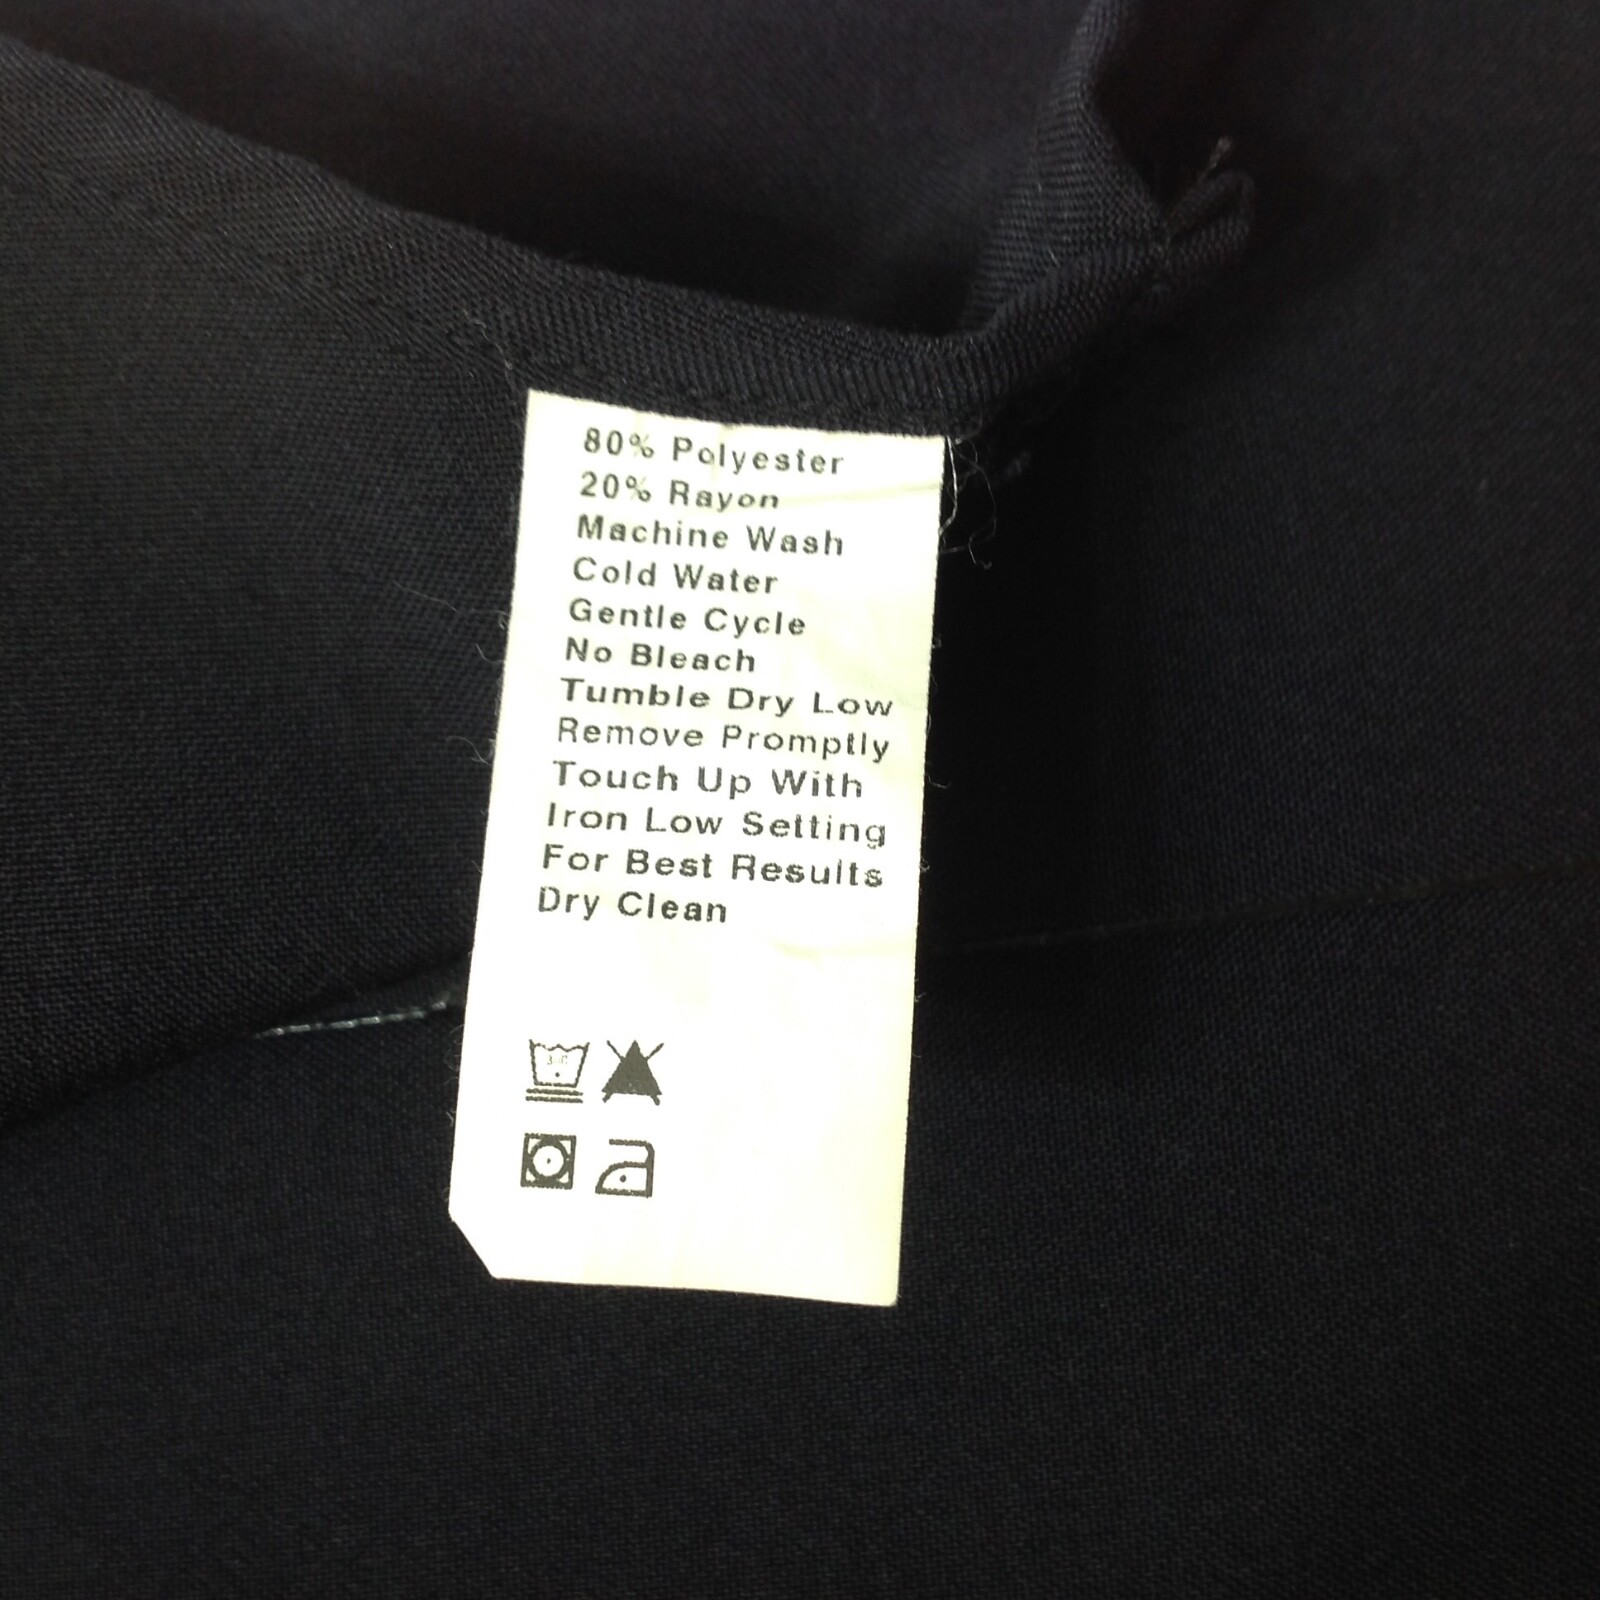 80% Polyester
20% Rayon
Machine Wash
Cold Water
Gentle Cycle
No Bleach
Tumble Dry Low
Remove Promptly
Touch Up With
Iron Low Setting
For Best Results
Dry Clean